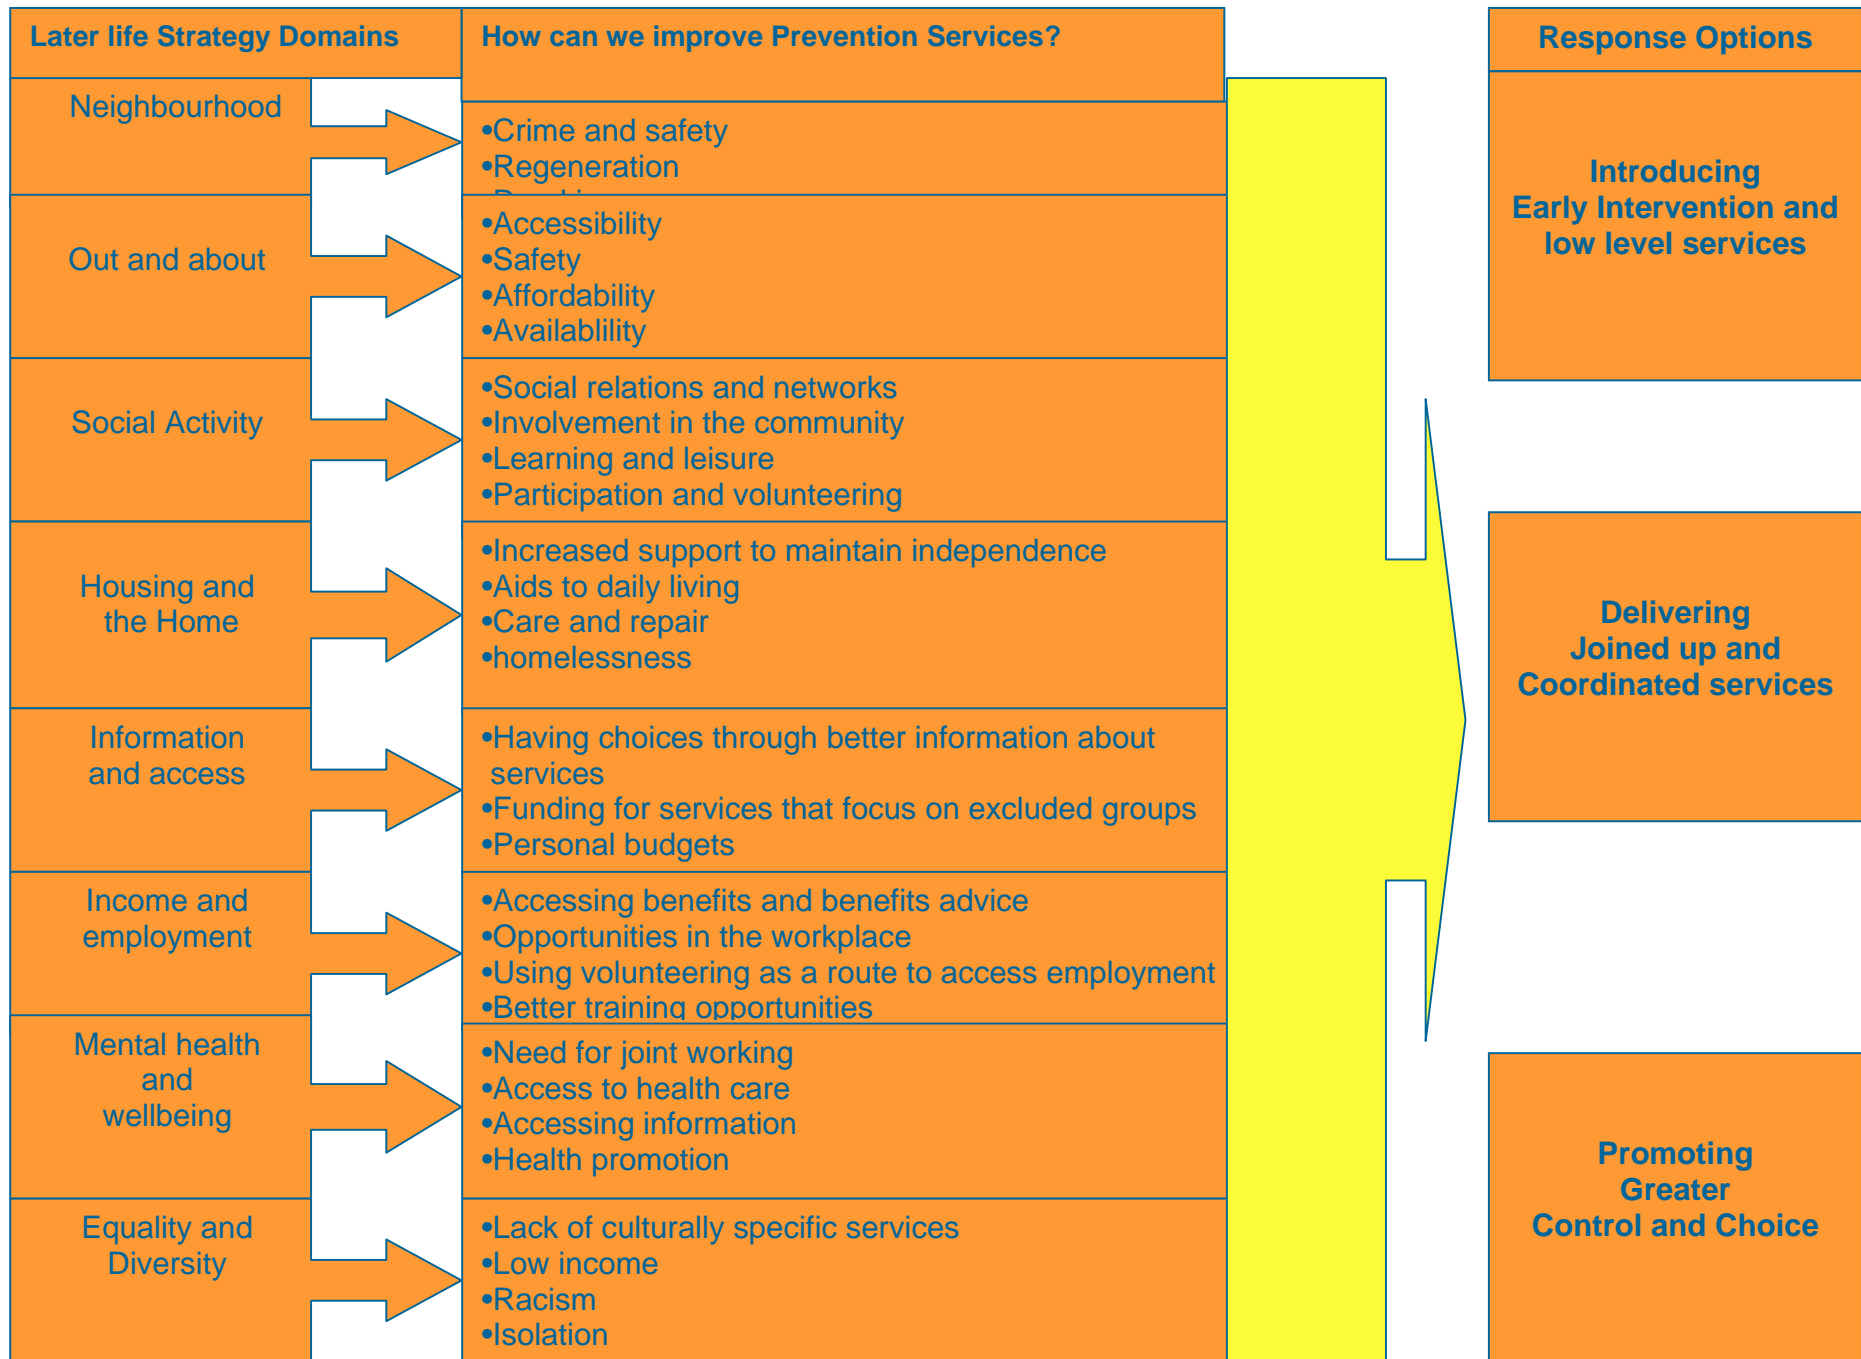 Later life Strategy Domains
How can we improve Prevention Services?
Response Options
Neighbourhood
•Crime and safety
•Regeneration
Out and about
•Accessibility
•Safety
•Affordability
•Availablility
Social Activity
•Social relations and networks
•Involvement in the community
•Learning and leisure
•Participation and volunteering
Housing and
the Home
•Increased support to maintain independence
•Aids to daily living
•Care and repair
•homelessness
Information
and access
•Having choices through better information about
services
•Funding for services that focus on excluded groups
•Personal budgets
Income and
employment
•Accessing benefits and benefits advice
•Opportunities in the workplace
•Using volunteering as a route to access employment
•Better training opportunities
Mental health
and
wellbeing
•Need for joint working
•Access to health care
•Accessing information
•Health promotion
Equality and
Diversity
•Lack of culturally specific services
•Low income
•Racism
•Isolation
Introducing
Early Intervention and
low level services
Delivering
Joined up and
Coordinated services
Promoting
Greater
Control and Choice